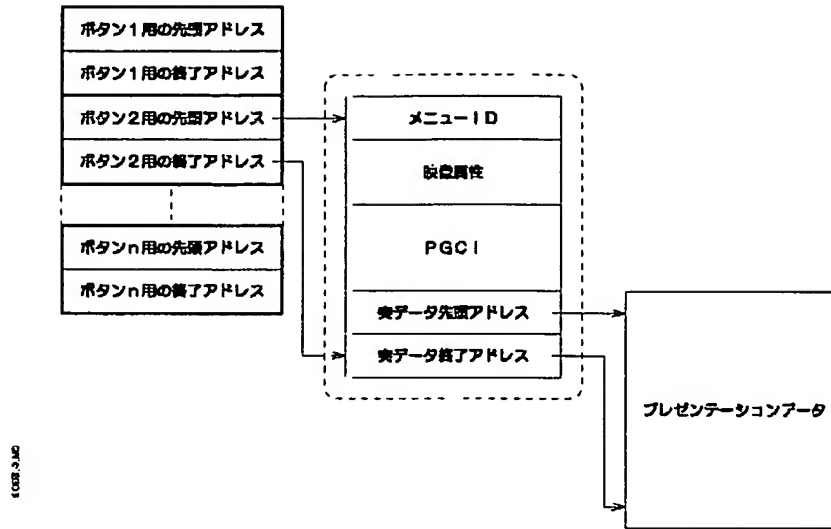 ボタン1用の先頭アドレス
ボタン1用の終了アドレス
ボタン2用の先頭アドレス
ボタン2用の終了アドレス
ボタンn用の先頭アドレス
ボタンn用の終了アドレス
メニューID
映像属性
PGCI
実データ先頭アドレス
実データ終了アドレス
プレゼンテーションデータ